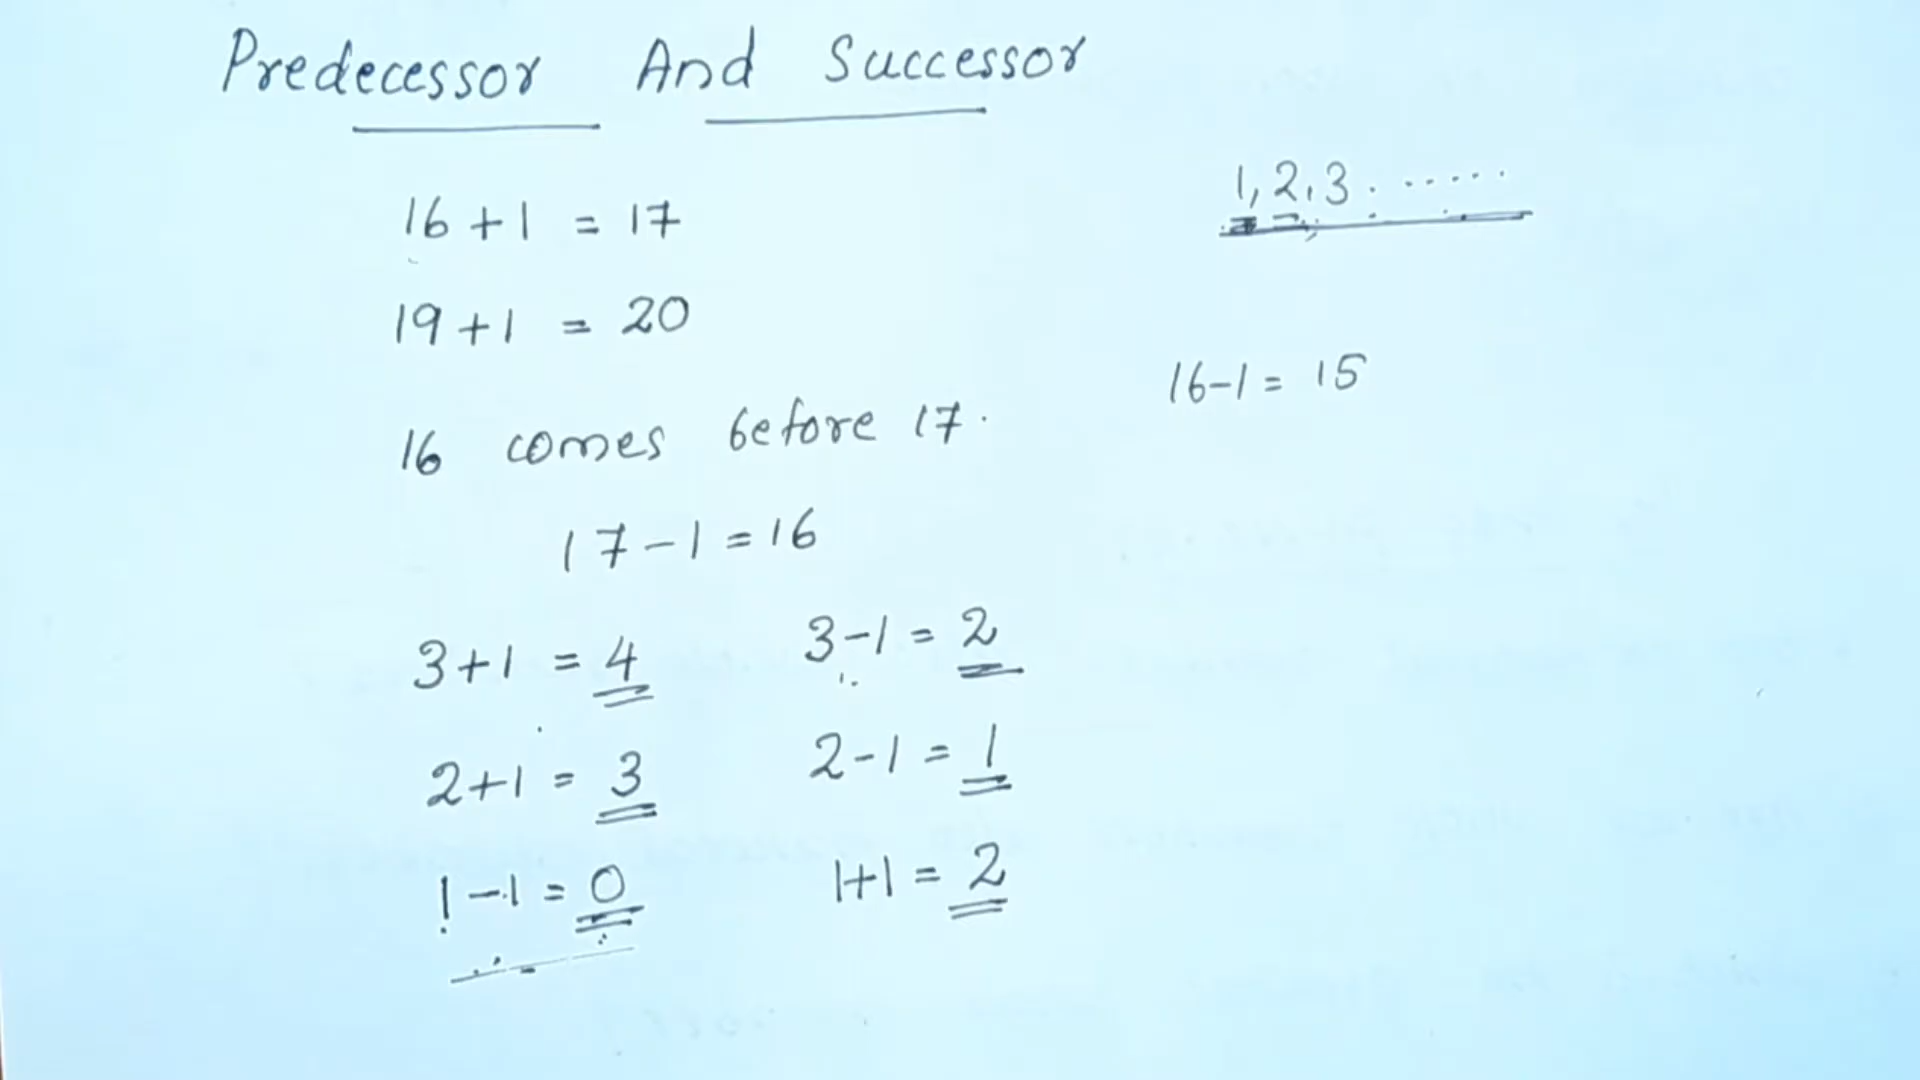 Predecessor And Successor
16 + 1 = 17
1, 2, 3 . ......
19 + 1 = 20
16 - 1 = 15
16 comes before 17.
17 - 1 = 16
3 + 1 = 4
3 - 1 = 2
2 + 1 = 3
2 - 1 = 1
1 - 1 = 0
1 + 1 = 2